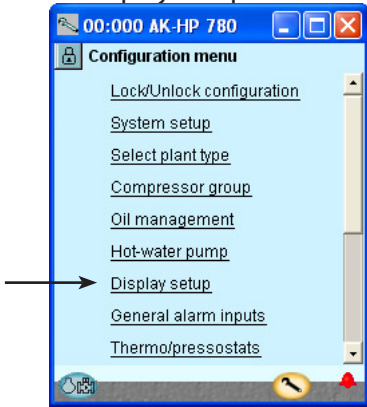 00:000 AK-HP 780
Configuration menu
Lock/Unlock configuration
System setup
Select plant type
Compressor group
Oil management
Hot-water pump
Display setup
General alarm inputs
Thermo/pressostats